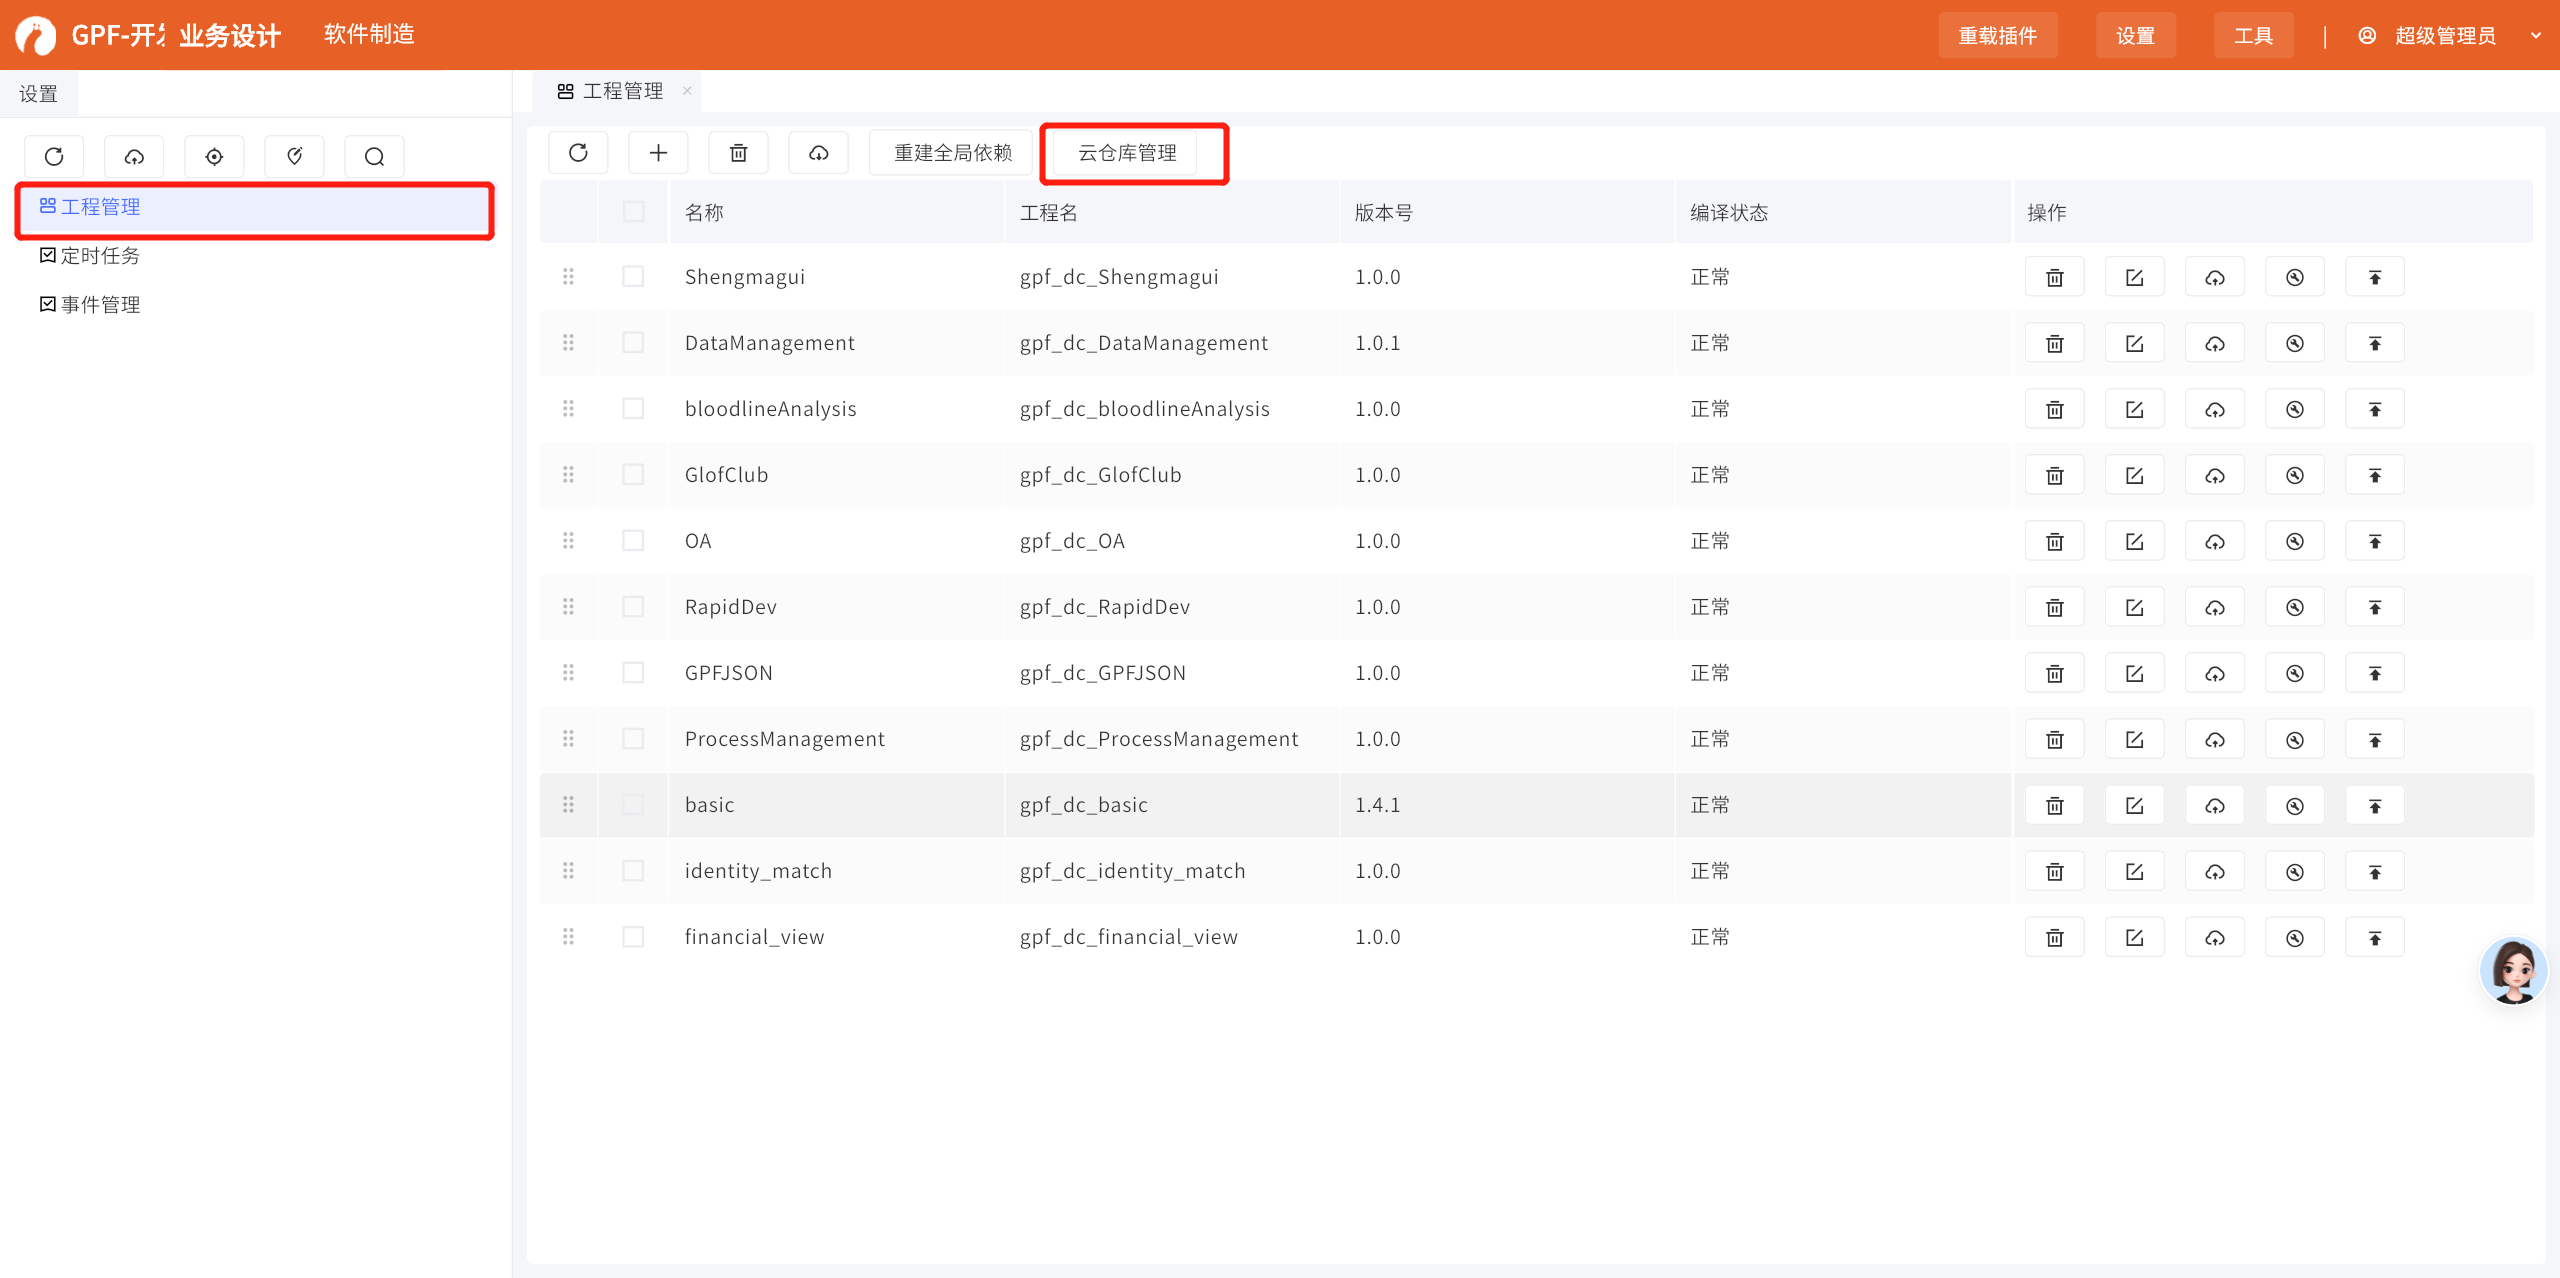 GPF-开 业务设计 软件制造 重载插件 设置 工具 | 超级管理员
设置
工程管理
定时任务
事件管理
工程管理
重建全局依赖 云仓库管理
名称 工程名 版本号 编译状态 操作
Shengmagui gpf_dc_Shengmagui 1.0.0 正常
DataManagement gpf_dc_DataManagement 1.0.1 正常
bloodlineAnalysis gpf_dc_bloodlineAnalysis 1.0.0 正常
GlofClub gpf_dc_GlofClub 1.0.0 正常
OA gpf_dc_OA 1.0.0 正常
RapidDev gpf_dc_RapidDev 1.0.0 正常
GPFJSON gpf_dc_GPFJSON 1.0.0 正常
ProcessManagement gpf_dc_ProcessManagement 1.0.0 正常
basic gpf_dc_basic 1.4.1 正常
identity_match gpf_dc_identity_match 1.0.0 正常
financial_view gpf_dc_financial_view 1.0.0 正常